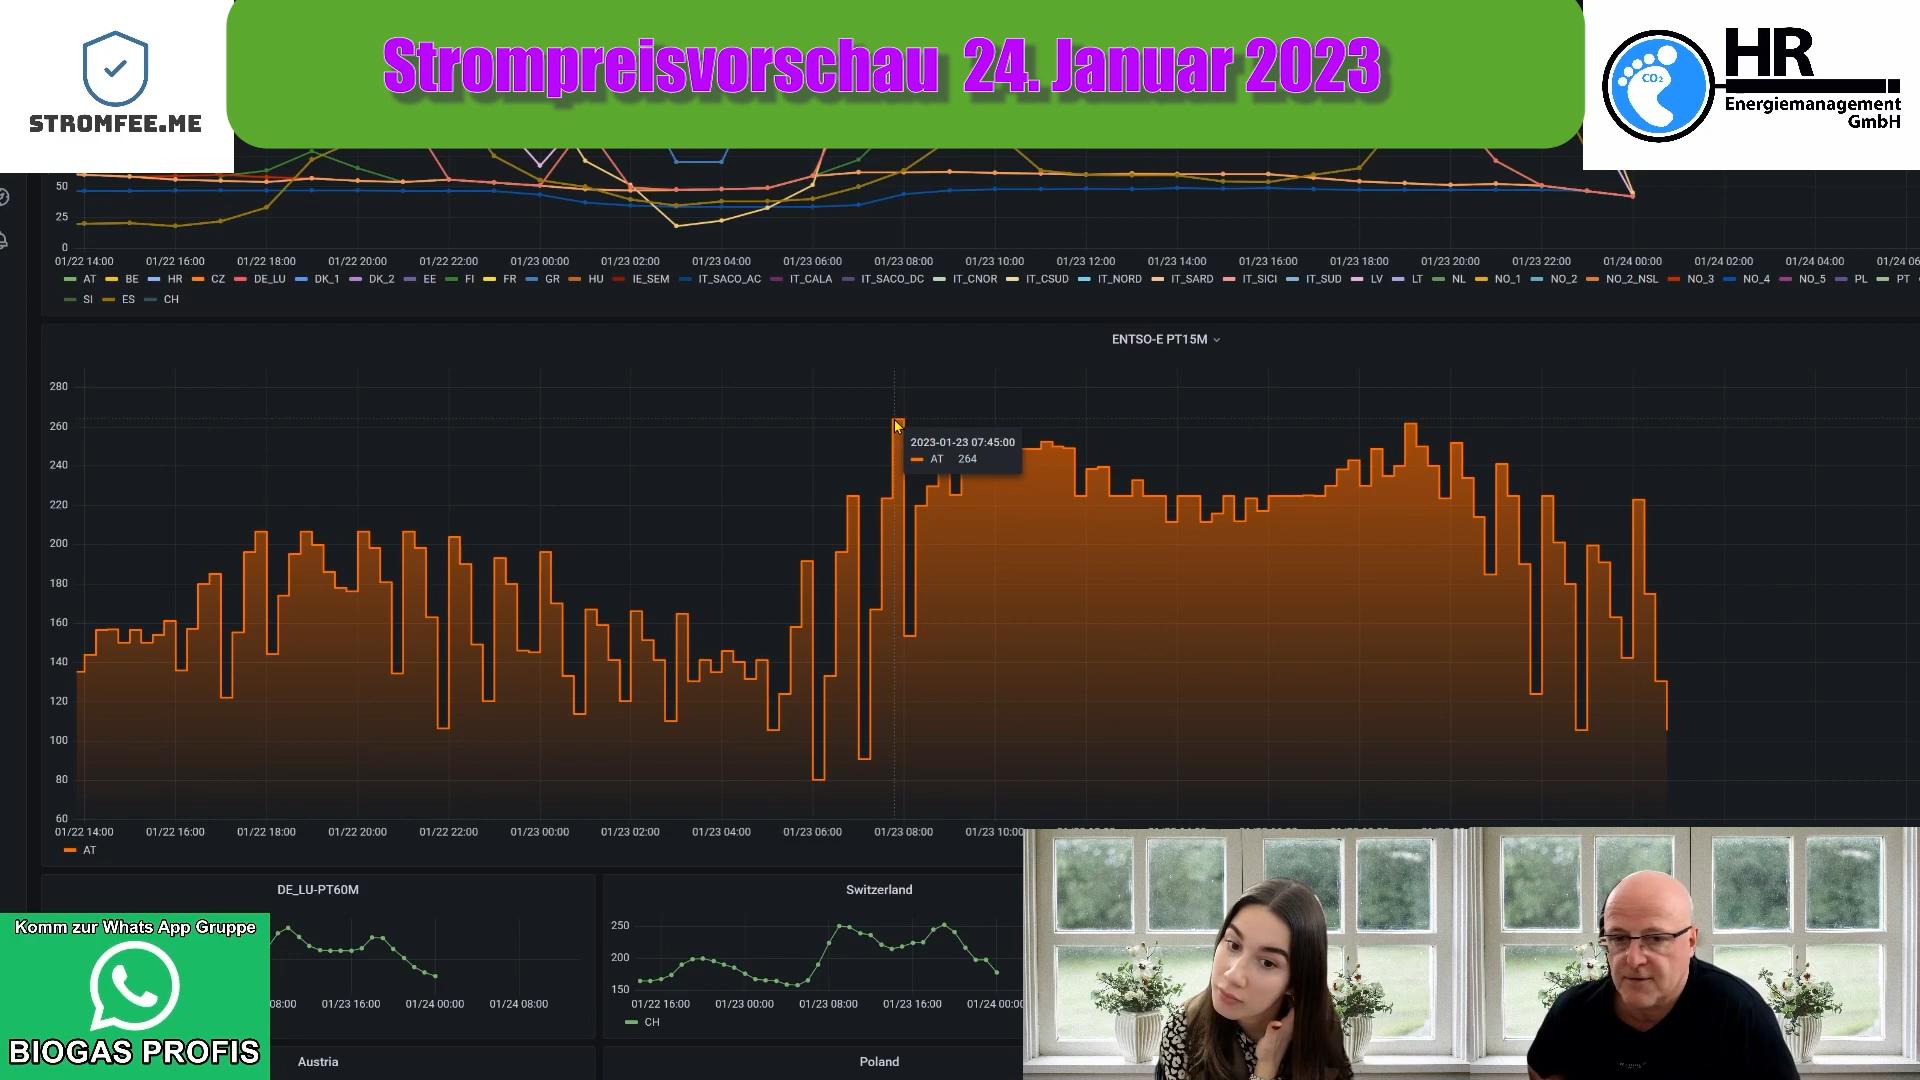 STROMFEE.ME
Strompreisvorschau 24. Januar 2023
CO₂
HR
Energiemanagement
GmbH
50
25
0
01/22 14:00 01/22 16:00 01/22 18:00 01/22 20:00 01/22 22:00 01/23 00:00 01/23 02:00 01/23 04:00 01/23 06:00 01/23 08:00 01/23 10:00 01/23 12:00 01/23 14:00 01/23 16:00 01/23 18:00 01/23 20:00 01/23 22:00 01/24 00:00 01/24 02:00 01/24 04:00 01/24 06
AT BE HR CZ DE_LU DK_1 DK_2 EE FI FR GR HU IE_SEM IT_SACO_AC IT_CALA IT_SACO_DC IT_CNOR IT_CSUD IT_NORD IT_SARD IT_SICI IT_SUD LV LT NL NO_1 NO_2 NO_2_NSL NO_3 NO_4 NO_5 PL PT
SI ES CH
ENTSO-E PT15M
280
260
240
220
200
180
160
140
120
100
80
60
2023-01-23 07:45:00
AT 264
01/22 14:00 01/22 16:00 01/22 18:00 01/22 20:00 01/22 22:00 01/23 00:00 01/23 02:00 01/23 04:00 01/23 06:00 01/23 08:00 01/23 10:00
AT
DE_LU-PT60M
08:00 01/23 16:00 01/24 00:00 01/24 08:00
Switzerland
250
200
150
01/22 16:00 01/23 00:00 01/23 08:00 01/23 16:00 01/24 00:00
CH
Austria
Poland
Komm zur Whats App Gruppe
BIOGAS PROFIS